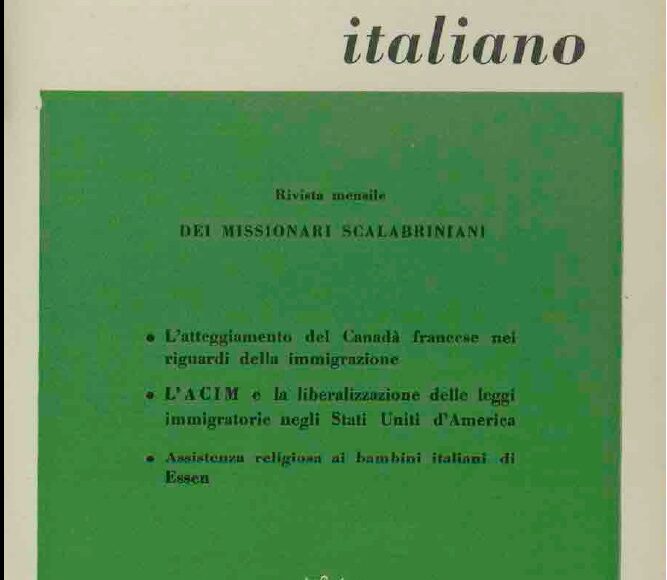 italiano
Rivista mensile
DEI MISSIONARI SCALABRINIANI
• L'atteggiamento del Canadà francese nei
riguardi della immigrazione
• L'ACIM e la liberalizzazione delle leggi
immigratorie negli Stati Uniti d'America
• Assistenza religiosa ai bambini italiani di
Essen